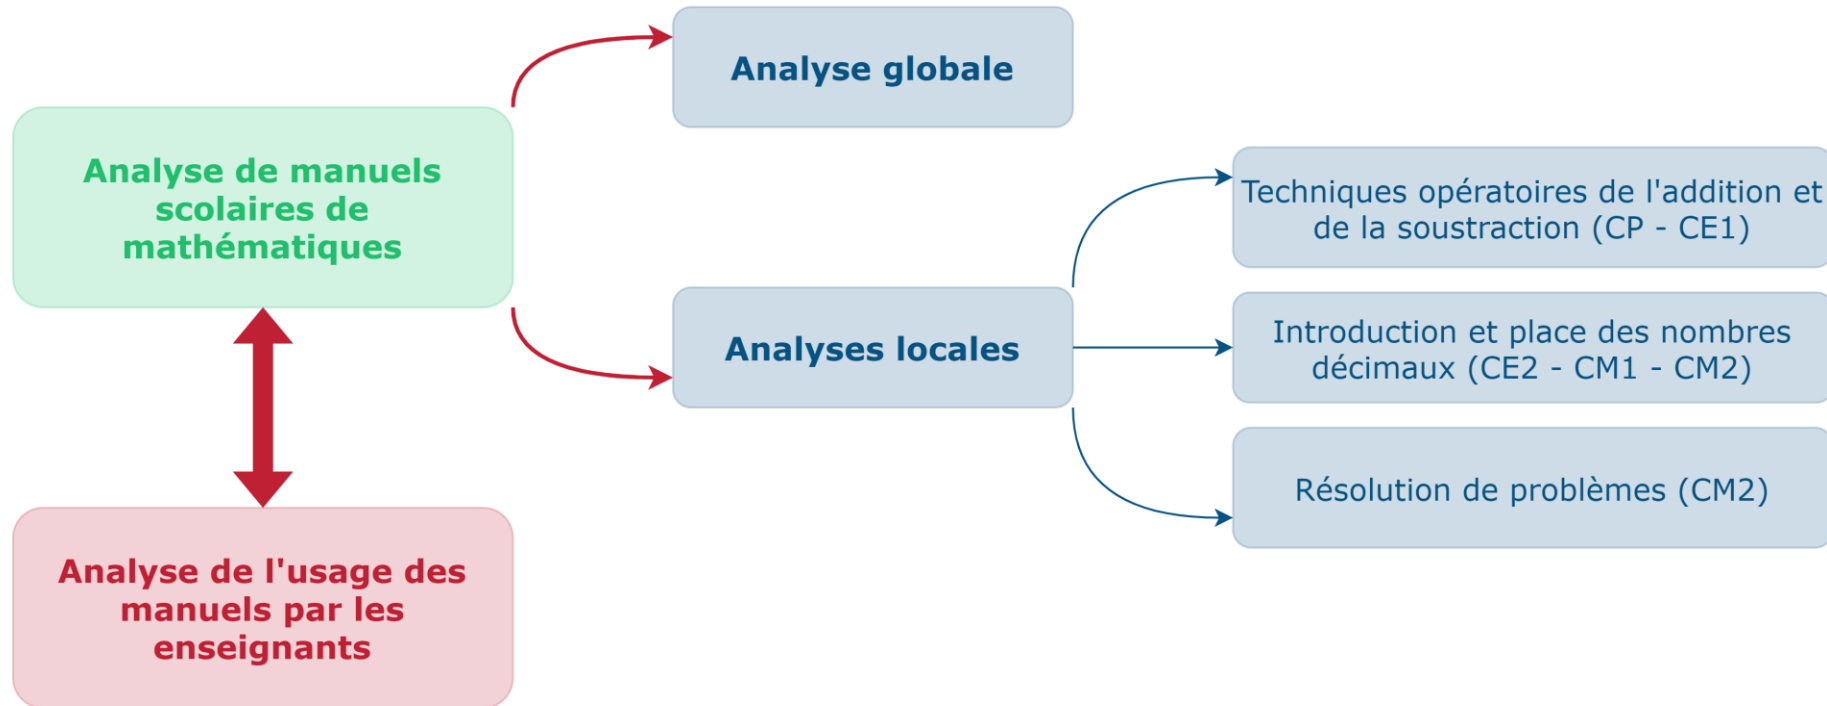 Analyse globale
Analyse de manuels
scolaires de
mathématiques
Techniques opératoires de l'addition et
de la soustraction (CP - CE1)
Analyses locales
Introduction et place des nombres
décimaux (CE2 - CM1 - CM2)
Résolution de problèmes (CM2)
Analyse de l'usage des
manuels par les
enseignants